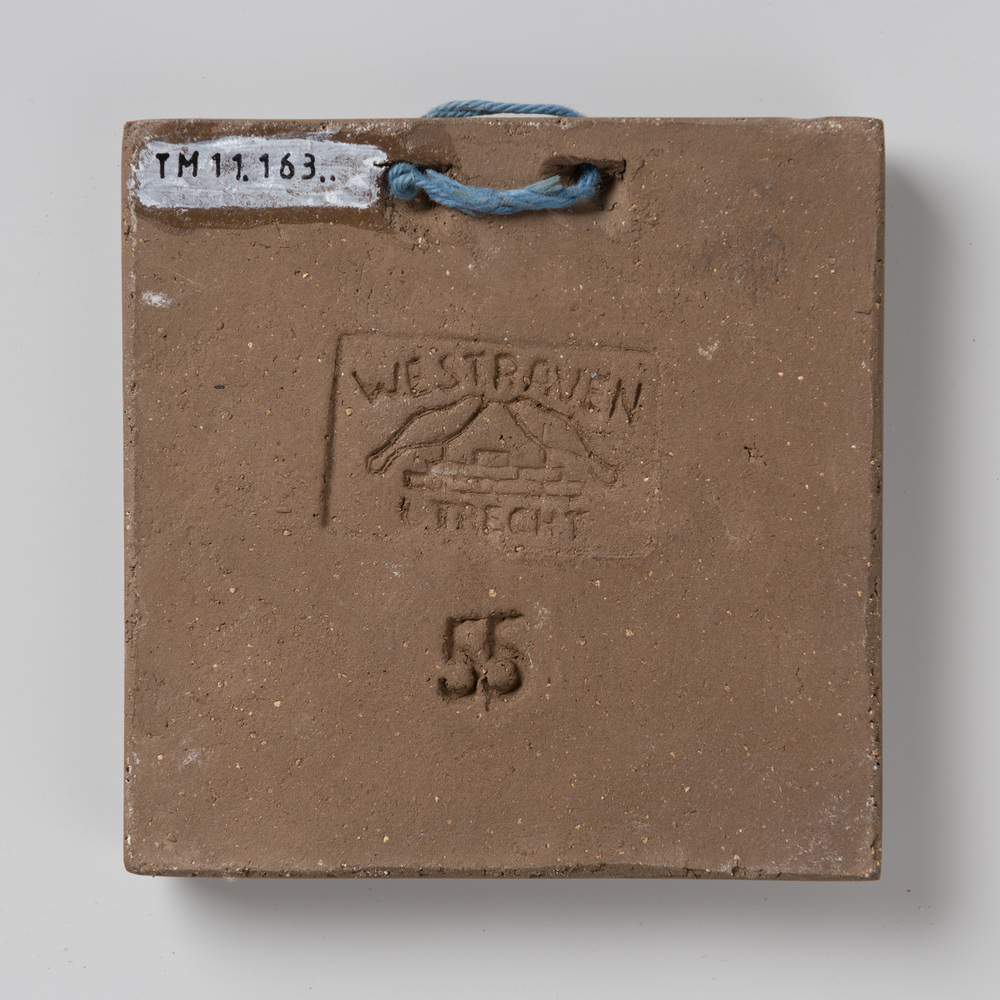 TM 11.163..
WESTRAVEN
UTRECHT
55